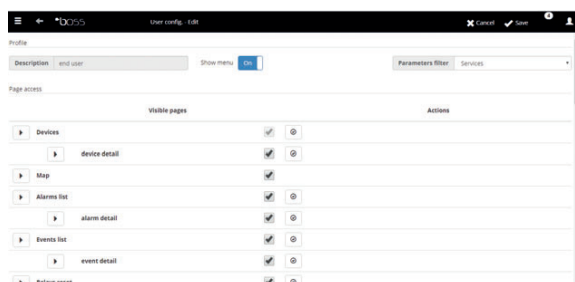 boss User config. - Edit Cancel Save 4
Profile
Description end user Show menu On Parameters filter Services
Page access
Visible pages Actions
Devices
device detail
Map
Alarms list
alarm detail
Events list
event detail